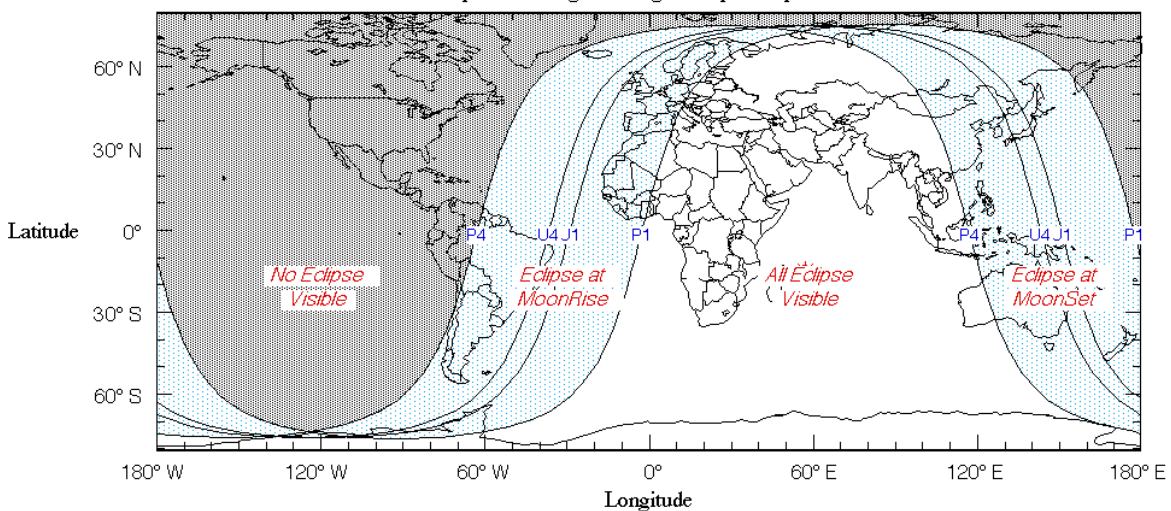 60° N
30° N
Latitude
0°
30° S
60° S
P4 U4 J1 P1 P4 U4 J1 P1
No Eclipse
Visible
Eclipse at
MoonRise
All Eclipse
Visible
Eclipse at
MoonSet
180° W 120° W 60° W 0° 60° E 120° E 180° E
Longitude